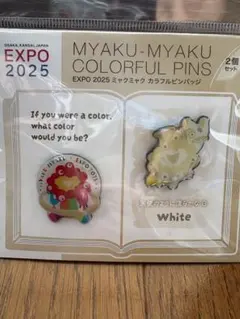 OSAKA, KANSAI, JAPAN
EXPO
2025
MYAKU-MYAKU
COLORFUL PINS
EXPO 2025 ミャクミャク カラフルピンバッジ
2個
セット
If you were a color,
what color
would you be?
White